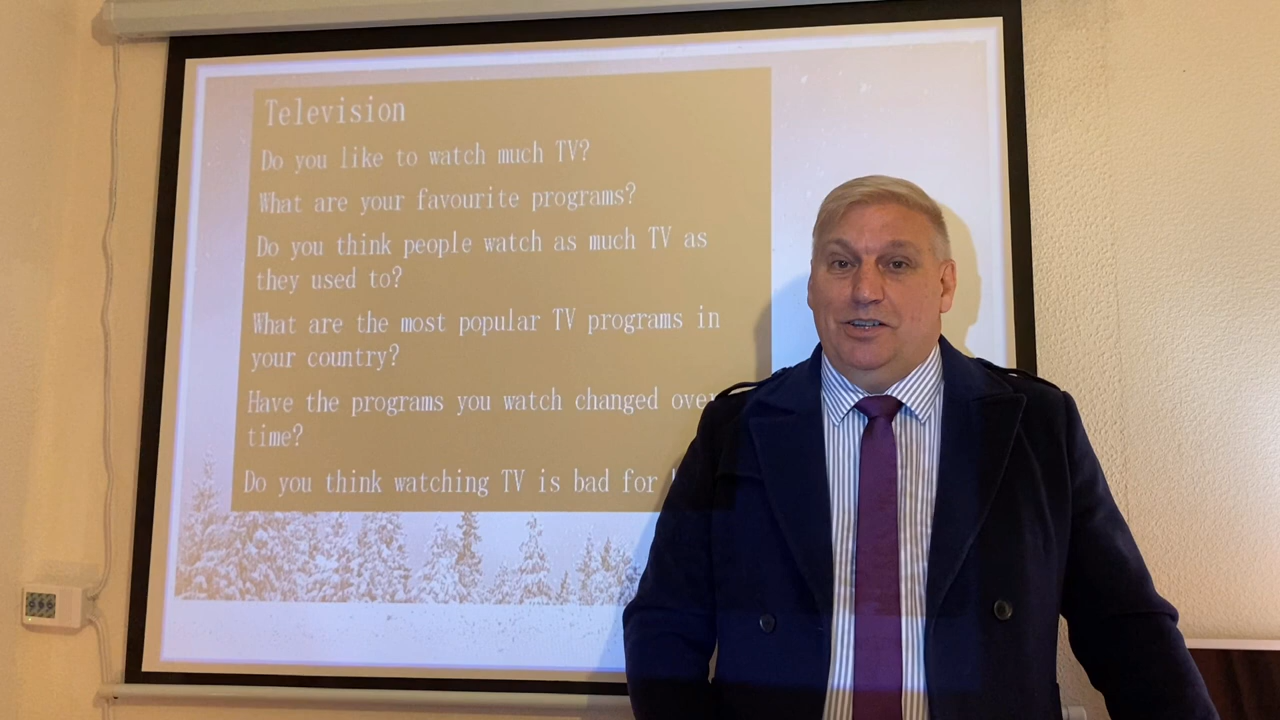 Television
Do you like to watch much TV?
What are your favourite programs?
Do you think people watch as much TV as
they used to?
What are the most popular TV programs in
your country?
Have the programs you watch changed over
time?
Do you think watching TV is bad for